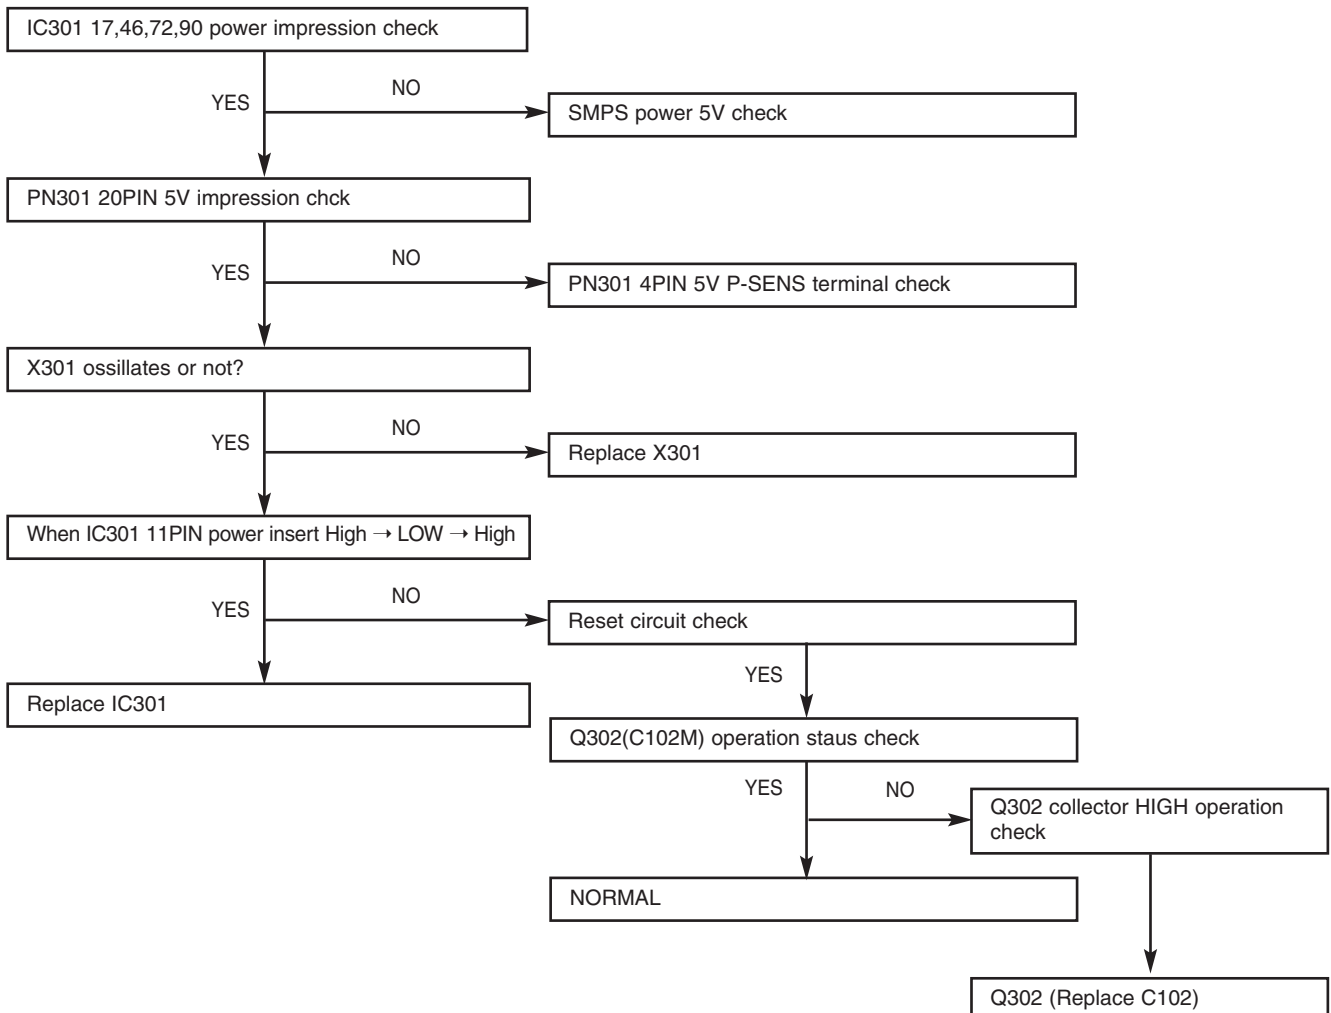 IC301 17,46,72,90 power impression check
YES
NO
SMPS power 5V check
PN301 20PIN 5V impression chck
YES
NO
PN301 4PIN 5V P-SENS terminal check
X301 ossillates or not?
YES
NO
Replace X301
When IC301 11PIN power insert High → LOW → High
YES
NO
Reset circuit check
Replace IC301
YES
Q302(C102M) operation staus check
YES
NO
Q302 collector HIGH operation
check
NORMAL
Q302 (Replace C102)